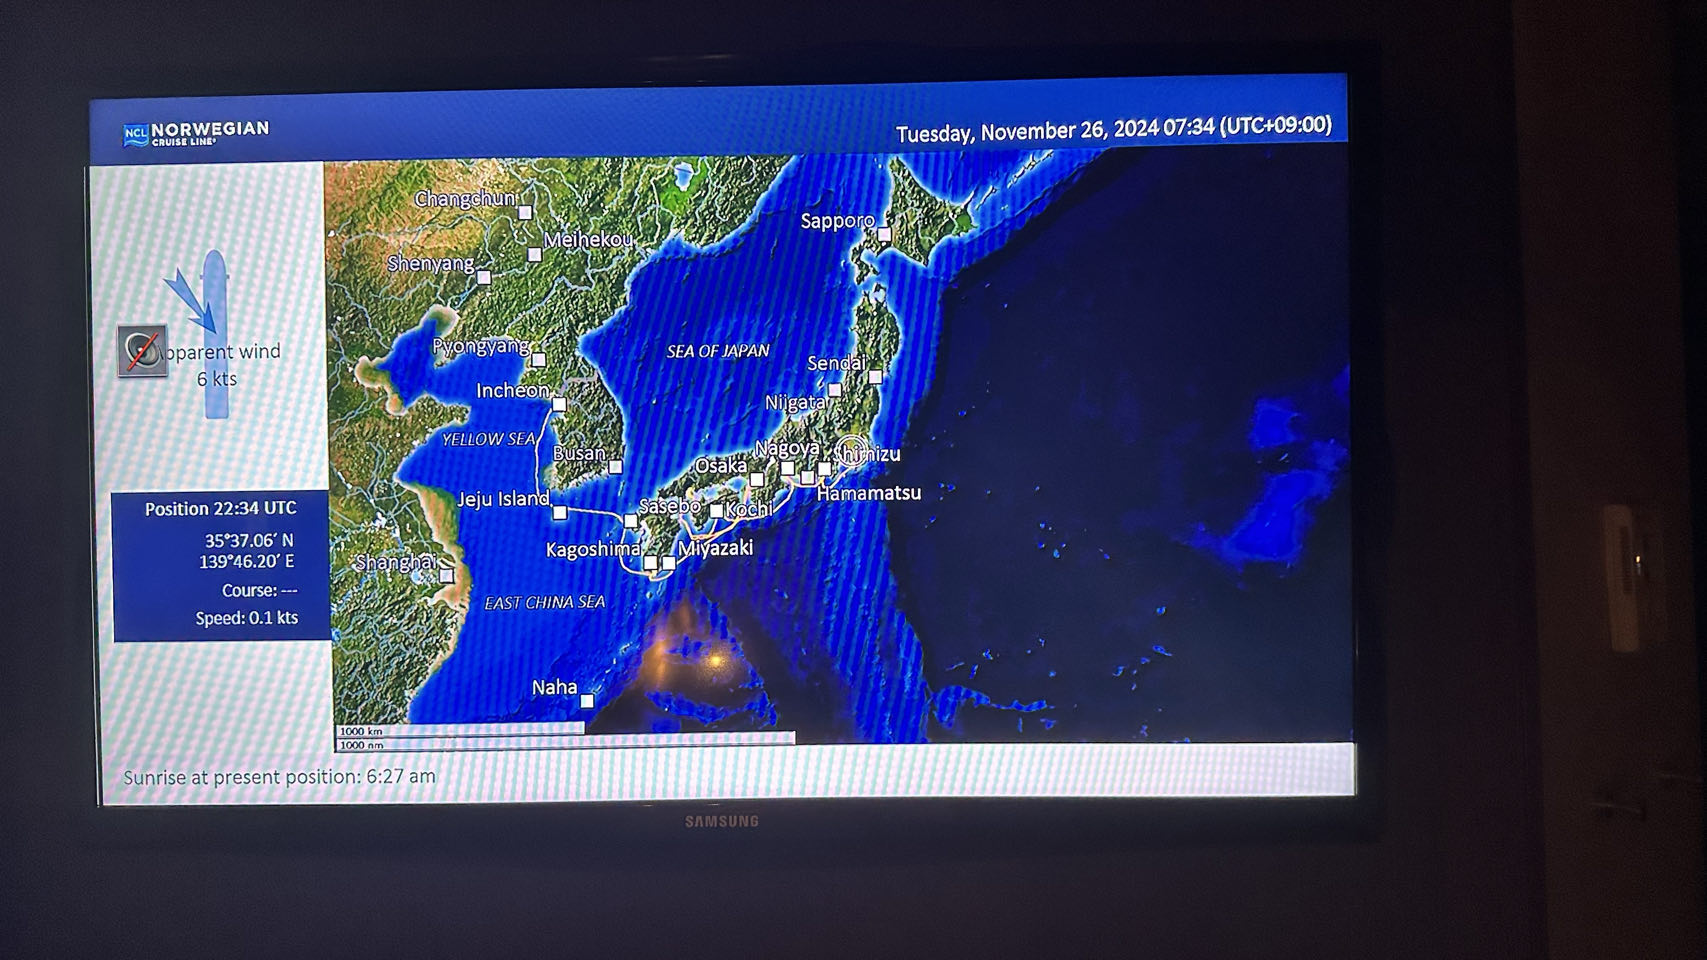 NCL NORWEGIAN
CRUISE LINE®
Tuesday, November 26, 2024 07:34 (UTC+09:00)
Changchun
Sapporo
Meihekou
Shenyang
Pyongyang
SEA OF JAPAN
Sendai
Incheon
Niigata
YELLOW SEA
Busan
Nagoya
Shimizu
Osaka
Hamamatsu
Jeju Island
Sasebo
Kochi
Kagoshima
Miyazaki
Shanghai
EAST CHINA SEA
Naha
pparent wind
6 kts
Position 22:34 UTC
35°37.06' N
139°46.20' E
Course: ---
Speed: 0.1 kts
1000 km
1000 nm
Sunrise at present position: 6:27 am
SAMSUNG